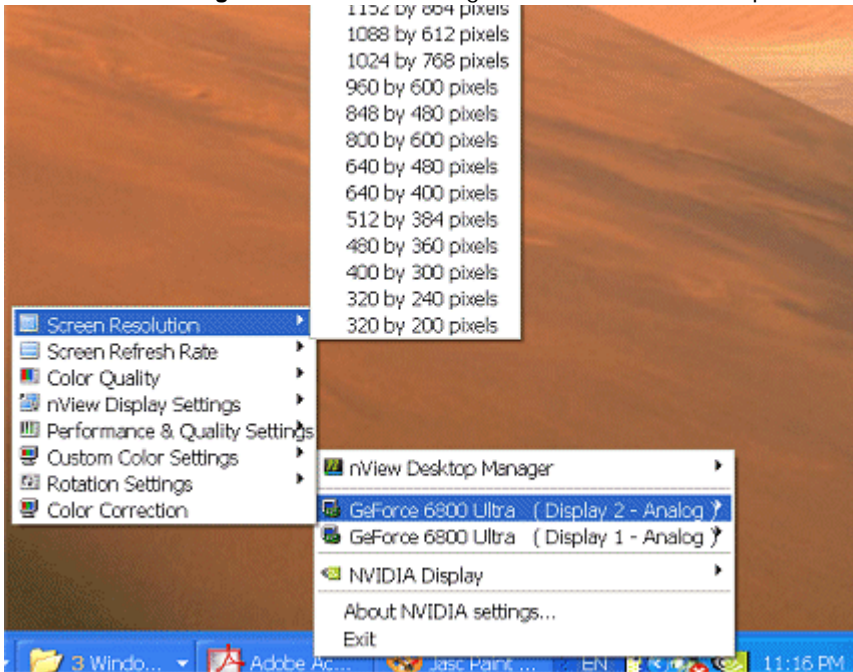 1152 by 864 pixels
1088 by 612 pixels
1024 by 768 pixels
960 by 600 pixels
848 by 480 pixels
800 by 600 pixels
640 by 480 pixels
640 by 400 pixels
512 by 384 pixels
480 by 360 pixels
400 by 300 pixels
320 by 240 pixels
320 by 200 pixels
Screen Resolution
Screen Refresh Rate
Color Quality
nView Display Settings
Performance & Quality Settings
Custom Color Settings
Rotation Settings
Color Correction
nView Desktop Manager
GeForce 6800 Ultra ( Display 2 - Analog )
GeForce 6800 Ultra ( Display 1 - Analog )
NVIDIA Display
About NVIDIA settings...
Exit
3 Windo...
Adobe Ac...
Jasc Paint ...
EN
11:16 PM